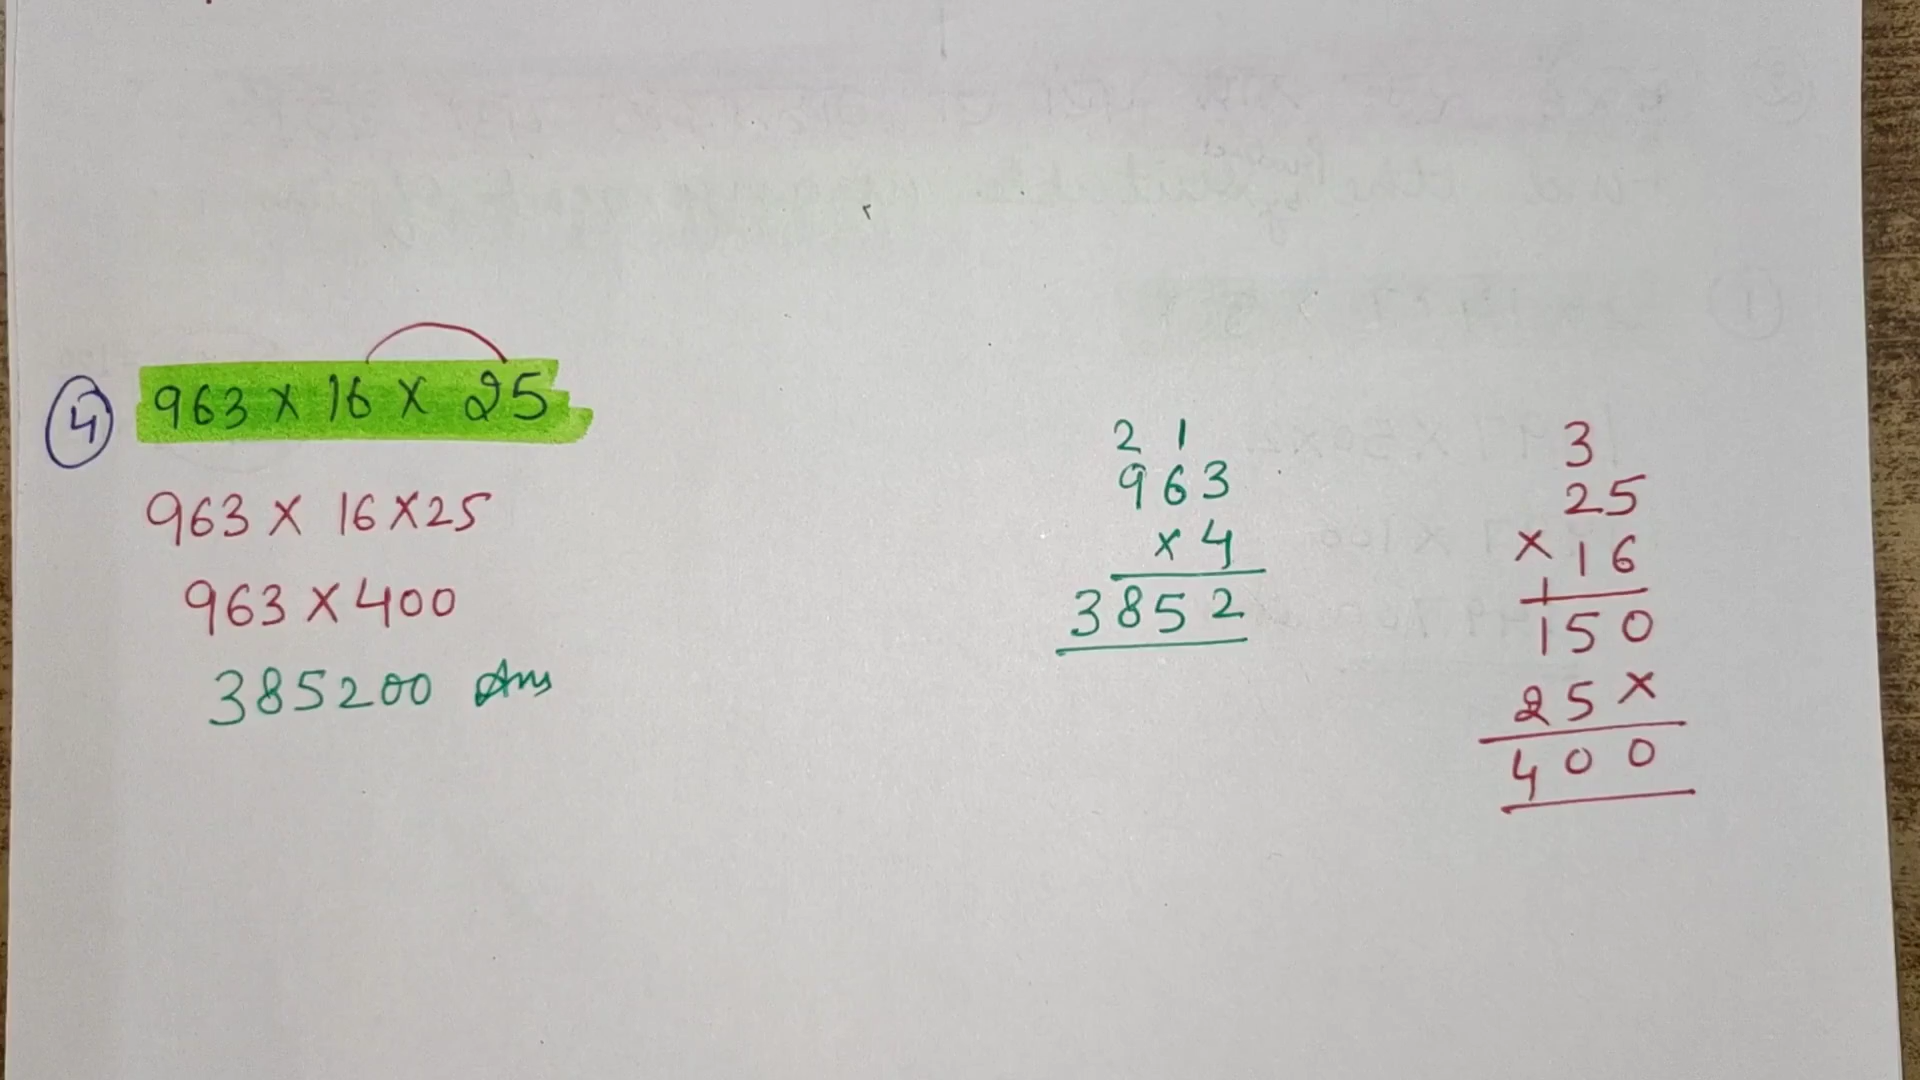 ④ 963 × 16 × 25
963 × 16 × 25
963 × 400
385200 Ans
2 1
963
× 4
3852
3
25
× 16
1
150
25×
400